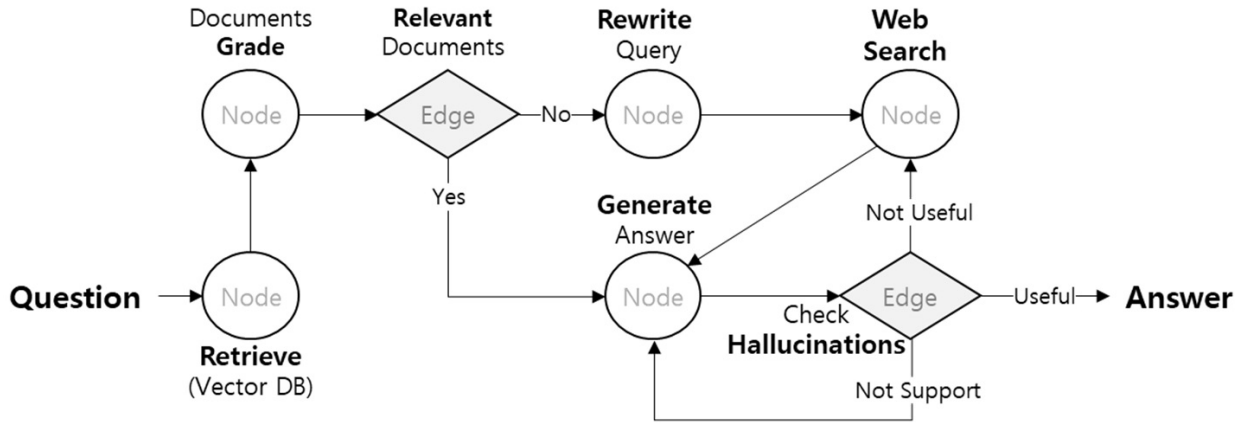 Documents
Grade
Relevant
Documents
Rewrite
Query
Web
Search
Node
Edge
No
Node
Node
Yes
Generate
Answer
Not Useful
Question
Node
Node
Edge
Useful
Answer
Check
Hallucinations
Retrieve
(Vector DB)
Not Support